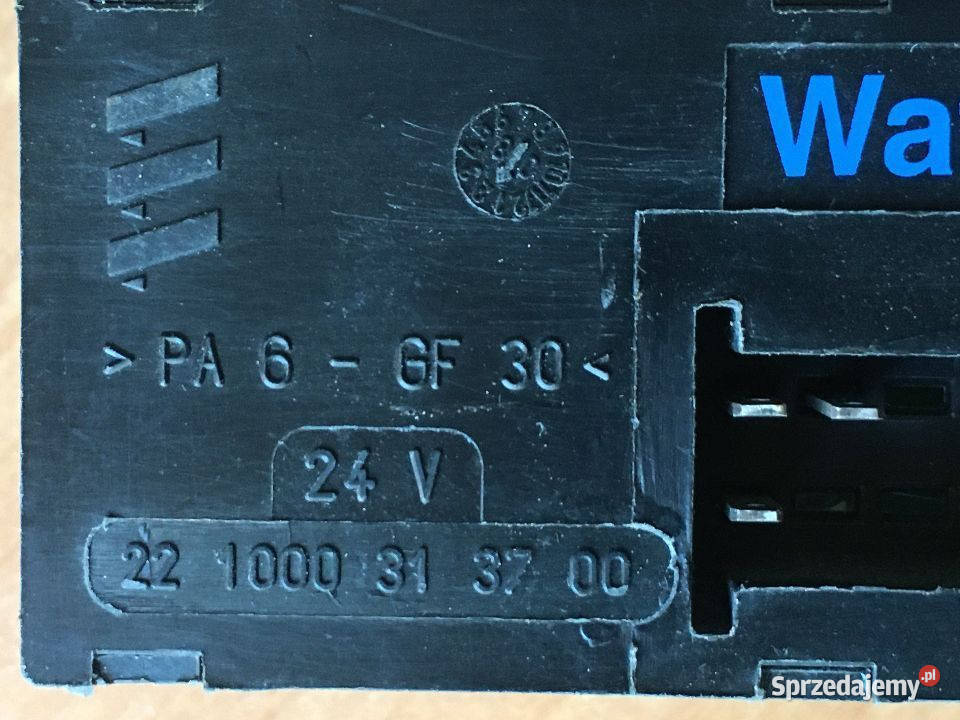 Wa
> PA 6 - GF 30 <
24 V
22 1000 31 37 00
Sprzedajemy.pl